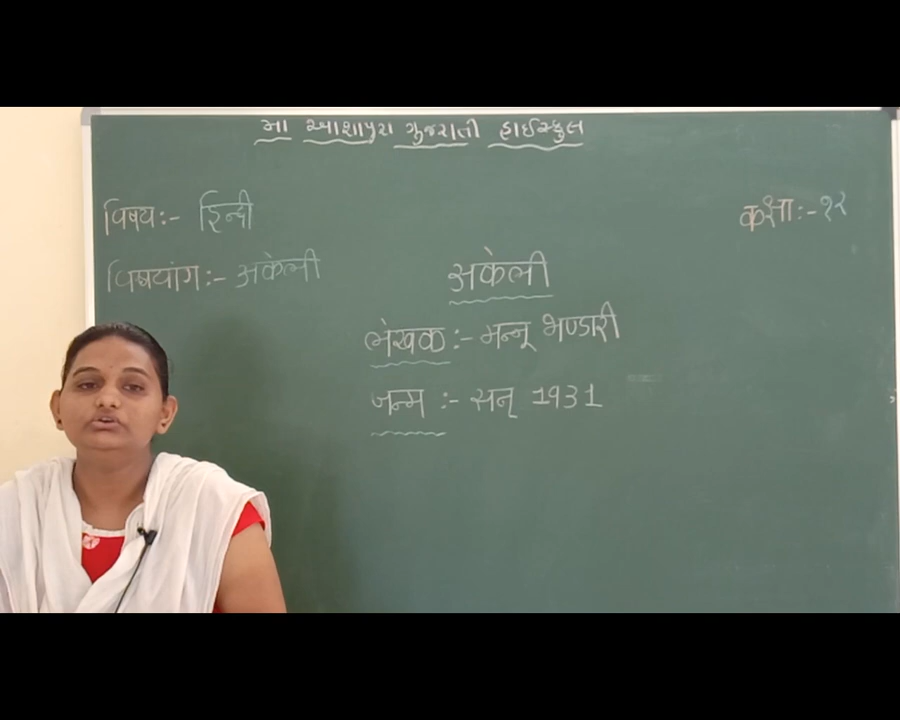 મા આશાપુરા ગુજરાતી હાઈસ્કુલ
विषय:- हिन्दी
कक्षा:-१२
विषयांग:- अकेली
अकेली
लेखक:- मन्नू भण्डारी
जन्म:- सन् 1931